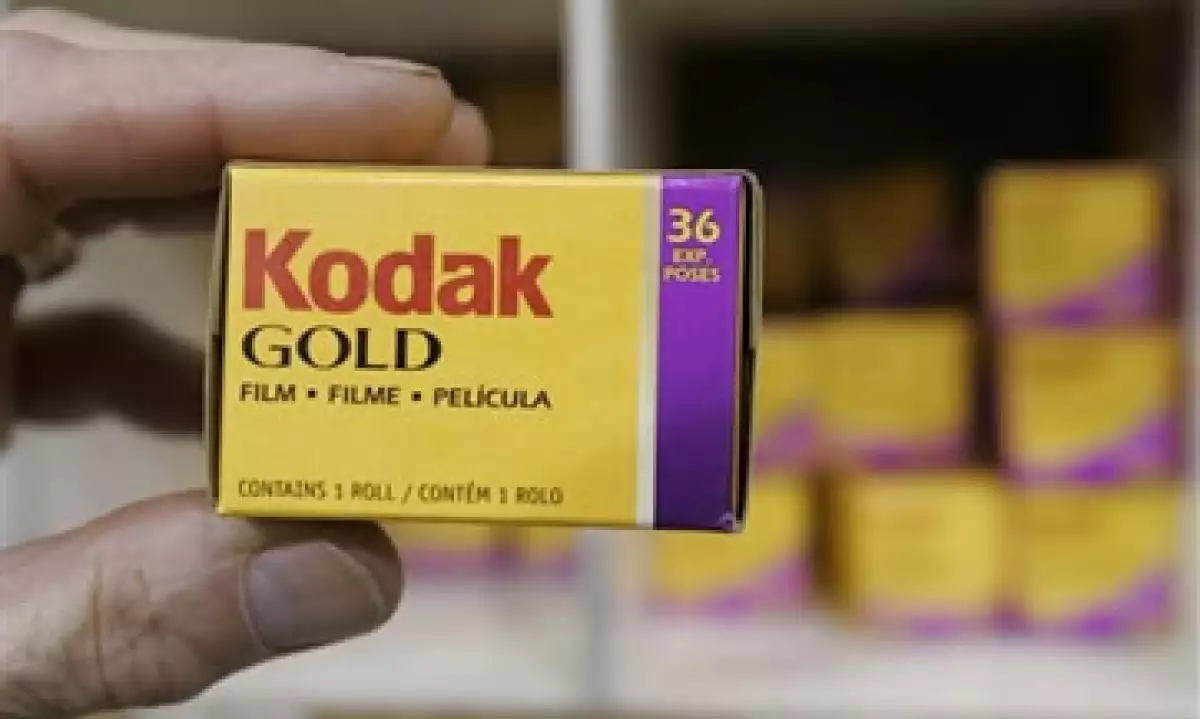 Kodak
GOLD
FILM ▪ FILME ▪ PELÍCULA
CONTAINS 1 ROLL / CONTÉM 1 ROLO
36
EXP.
POSES